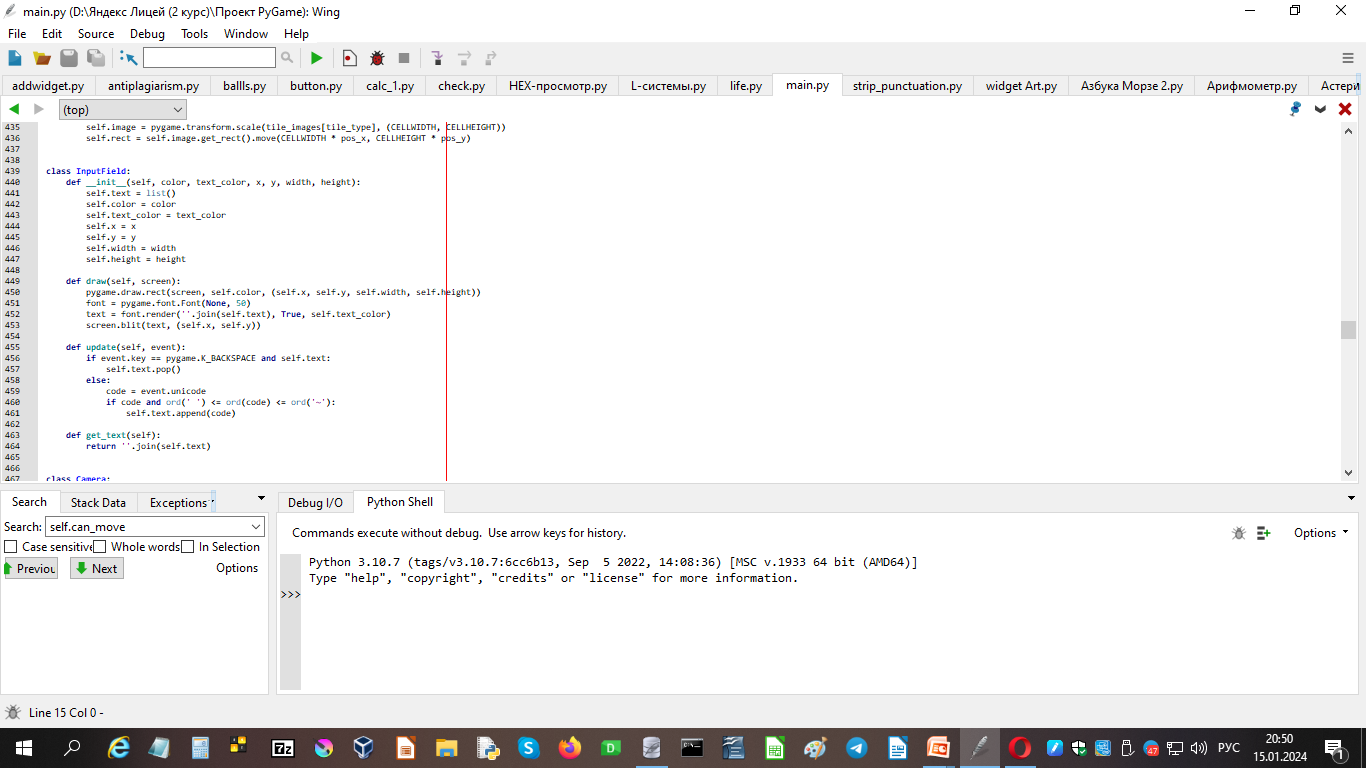 main.py (D:\Яндекс Лицей (2 курс)\Проект PyGame): Wing
File Edit Source Debug Tools Window Help
addwidget.py antiplagiarism.py ballls.py button.py calc_1.py check.py HEX-просмотр.py L-системы.py life.py main.py strip_punctuation.py widget Art.py Азбука Морзе 2.py Арифмометр.py Астери
(top)
435 self.image = pygame.transform.scale(tile_images[tile_type], (CELLWIDTH, CELLHEIGHT))
436 self.rect = self.image.get_rect().move(CELLWIDTH * pos_x, CELLHEIGHT * pos_y)
437
438
439 class InputField:
440 def __init__(self, color, text_color, x, y, width, height):
441 self.text = list()
442 self.color = color
443 self.text_color = text_color
444 self.x = x
445 self.y = y
446 self.width = width
447 self.height = height
448
449 def draw(self, screen):
450 pygame.draw.rect(screen, self.color, (self.x, self.y, self.width, self.height))
451 font = pygame.font.Font(None, 50)
452 text = font.render(''.join(self.text), True, self.text_color)
453 screen.blit(text, (self.x, self.y))
454
455 def update(self, event):
456 if event.key == pygame.K_BACKSPACE and self.text:
457 self.text.pop()
458 else:
459 code = event.unicode
460 if code and ord(' ') <= ord(code) <= ord('~'):
461 self.text.append(code)
462
463 def get_text(self):
464 return ''.join(self.text)
465
466
467 class Camera:
Search Stack Data Exceptions Debug I/O Python Shell
Search: self.can_move
Commands execute without debug. Use arrow keys for history. Options
Case sensitive Whole words In Selection
Previou Next Options
Python 3.10.7 (tags/v3.10.7:6cc6b13, Sep 5 2022, 14:08:36) [MSC v.1933 64 bit (AMD64)]
Type "help", "copyright", "credits" or "license" for more information.
>>>
Line 15 Col 0 -
7z 47 РУС 20:50
15.01.2024 1